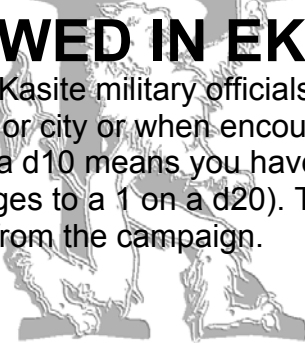 WED IN EK
Kasite military officials
or city or when encou
a d10 means you have
ges to a 1 on a d20). T
rom the campaign.